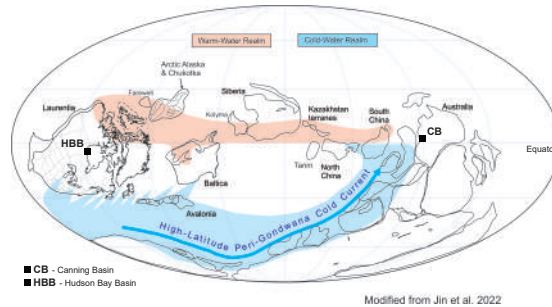 Warm-Water Realm
Cold-Water Realm
Arctic Alaska
& Chukotka
Farewell
Siberia
Laurentia
Kolyma
Kazakhstan
terranes
South
China
Australia
HBB
CB
Equato
Baltica
Tarim
North
China
Avalonia
High-Latitude Peri-Gondwana Cold Current
CB - Canning Basin
HBB - Hudson Bay Basin
Modified from Jin et al. 2022